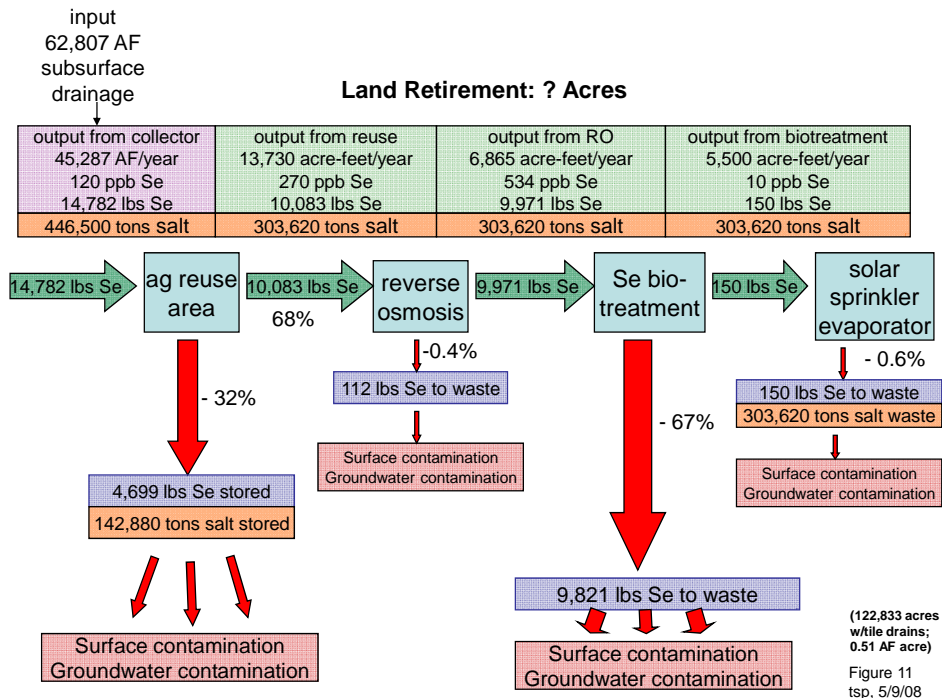 input
62,807 AF
subsurface
drainage
Land Retirement: ? Acres
output from collector
45,287 AF/year
120 ppb Se
14,782 lbs Se
446,500 tons salt
output from reuse
13,730 acre-feet/year
270 ppb Se
10,083 lbs Se
303,620 tons salt
output from RO
6,865 acre-feet/year
534 ppb Se
9,971 lbs Se
303,620 tons salt
output from biotreatment
5,500 acre-feet/year
10 ppb Se
150 lbs Se
303,620 tons salt
14,782 lbs Se
ag reuse
area
10,083 lbs Se
68%
reverse
osmosis
9,971 lbs Se
Se bio-
treatment
150 lbs Se
solar
sprinkler
evaporator
- 32%
4,699 lbs Se stored
142,880 tons salt stored
Surface contamination
Groundwater contamination
-0.4%
112 lbs Se to waste
Surface contamination
Groundwater contamination
- 67%
9,821 lbs Se to waste
Surface contamination
Groundwater contamination
- 0.6%
150 lbs Se to waste
303,620 tons salt waste
Surface contamination
Groundwater contamination
(122,833 acres
w/tile drains;
0.51 AF acre)
Figure 11
tsp, 5/9/08